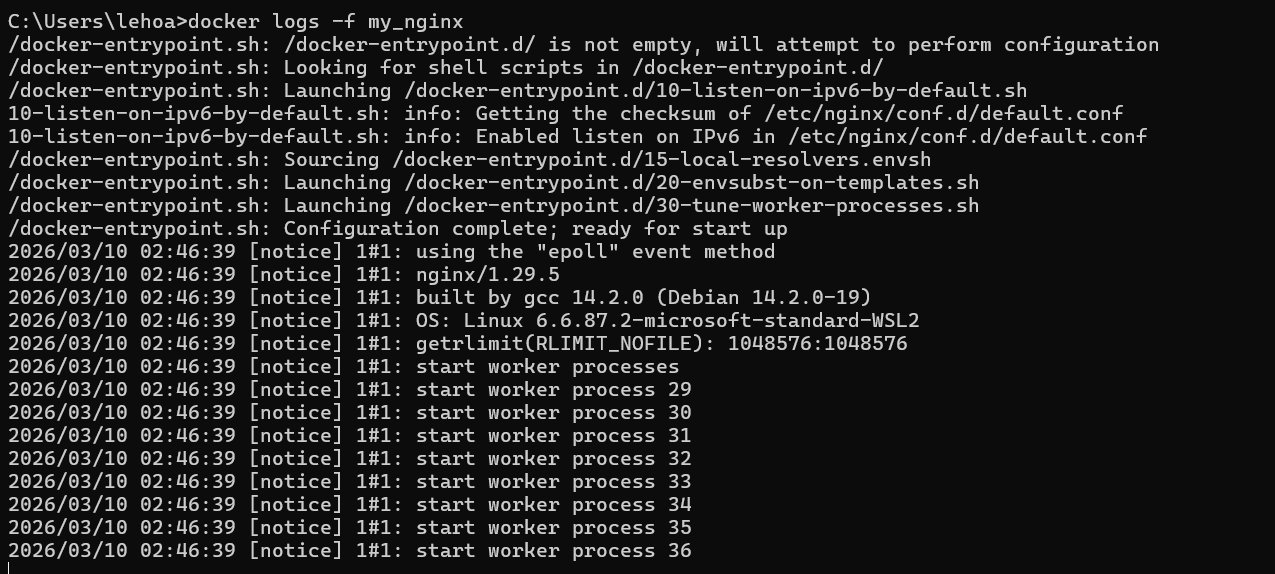 C:\Users\lehoa>docker logs -f my_nginx
/docker-entrypoint.sh: /docker-entrypoint.d/ is not empty, will attempt to perform configuration
/docker-entrypoint.sh: Looking for shell scripts in /docker-entrypoint.d/
/docker-entrypoint.sh: Launching /docker-entrypoint.d/10-listen-on-ipv6-by-default.sh
10-listen-on-ipv6-by-default.sh: info: Getting the checksum of /etc/nginx/conf.d/default.conf
10-listen-on-ipv6-by-default.sh: info: Enabled listen on IPv6 in /etc/nginx/conf.d/default.conf
/docker-entrypoint.sh: Sourcing /docker-entrypoint.d/15-local-resolvers.envsh
/docker-entrypoint.sh: Launching /docker-entrypoint.d/20-envsubst-on-templates.sh
/docker-entrypoint.sh: Launching /docker-entrypoint.d/30-tune-worker-processes.sh
/docker-entrypoint.sh: Configuration complete; ready for start up
2026/03/10 02:46:39 [notice] 1#1: using the "epoll" event method
2026/03/10 02:46:39 [notice] 1#1: nginx/1.29.5
2026/03/10 02:46:39 [notice] 1#1: built by gcc 14.2.0 (Debian 14.2.0-19)
2026/03/10 02:46:39 [notice] 1#1: OS: Linux 6.6.87.2-microsoft-standard-WSL2
2026/03/10 02:46:39 [notice] 1#1: getrlimit(RLIMIT_NOFILE): 1048576:1048576
2026/03/10 02:46:39 [notice] 1#1: start worker processes
2026/03/10 02:46:39 [notice] 1#1: start worker process 29
2026/03/10 02:46:39 [notice] 1#1: start worker process 30
2026/03/10 02:46:39 [notice] 1#1: start worker process 31
2026/03/10 02:46:39 [notice] 1#1: start worker process 32
2026/03/10 02:46:39 [notice] 1#1: start worker process 33
2026/03/10 02:46:39 [notice] 1#1: start worker process 34
2026/03/10 02:46:39 [notice] 1#1: start worker process 35
2026/03/10 02:46:39 [notice] 1#1: start worker process 36